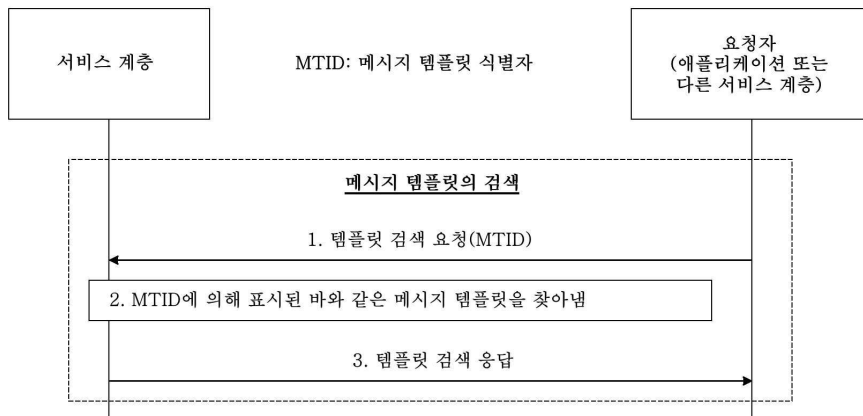 서비스 계층
MTID: 메시지 템플릿 식별자
요청자
(애플리케이션 또는
다른 서비스 계층)
메시지 템플릿의 검색
1. 템플릿 검색 요청(MTID)
2. MTID에 의해 표시된 바와 같은 메시지 템플릿을 찾아냄
3. 템플릿 검색 응답